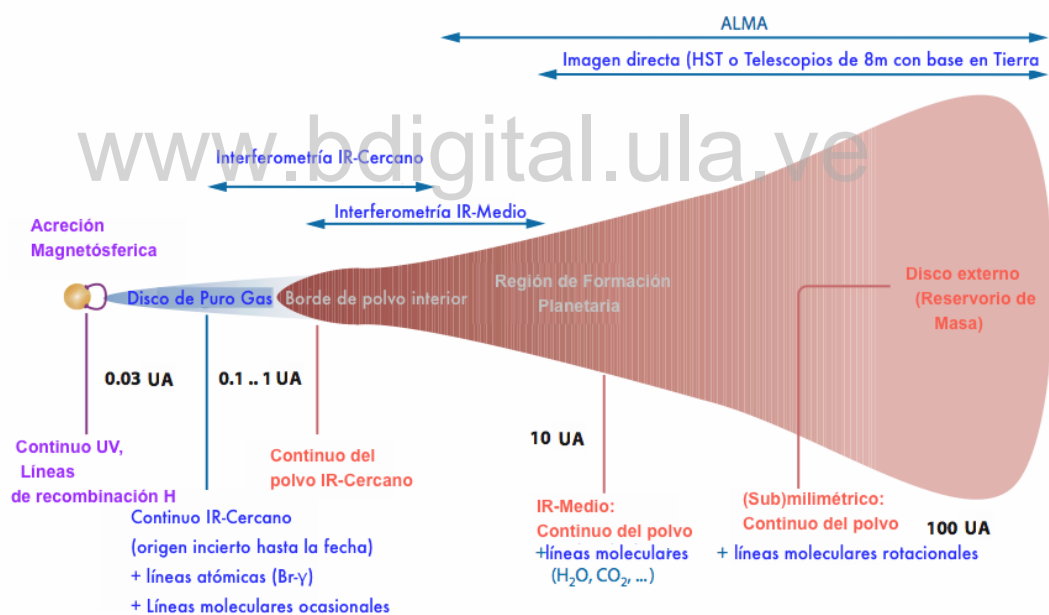 ALMA
Imagen directa (HST o Telescopios de 8m con base en Tierra
www.bdigital.ula.ve
Interferometría IR-Cercano
Interferometría IR-Medio
Acreción
Magnetósferica
Disco de Puro Gas
Borde de polvo interior
Región de Formación
Planetaria
Disco externo
(Reservorio de
Masa)
0.03 UA
0.1 .. 1 UA
10 UA
100 UA
Continuo UV,
Líneas
de recombinación H
Continuo IR-Cercano
(origen incierto hasta la fecha)
+ líneas atómicas (Br-γ)
+ Líneas moleculares ocasionales
Continuo del
polvo IR-Cercano
IR-Medio:
Continuo del polvo
+líneas moleculares
(H₂O, CO₂, ...)
(Sub)milimétrico:
Continuo del polvo
+ líneas moleculares rotacionales